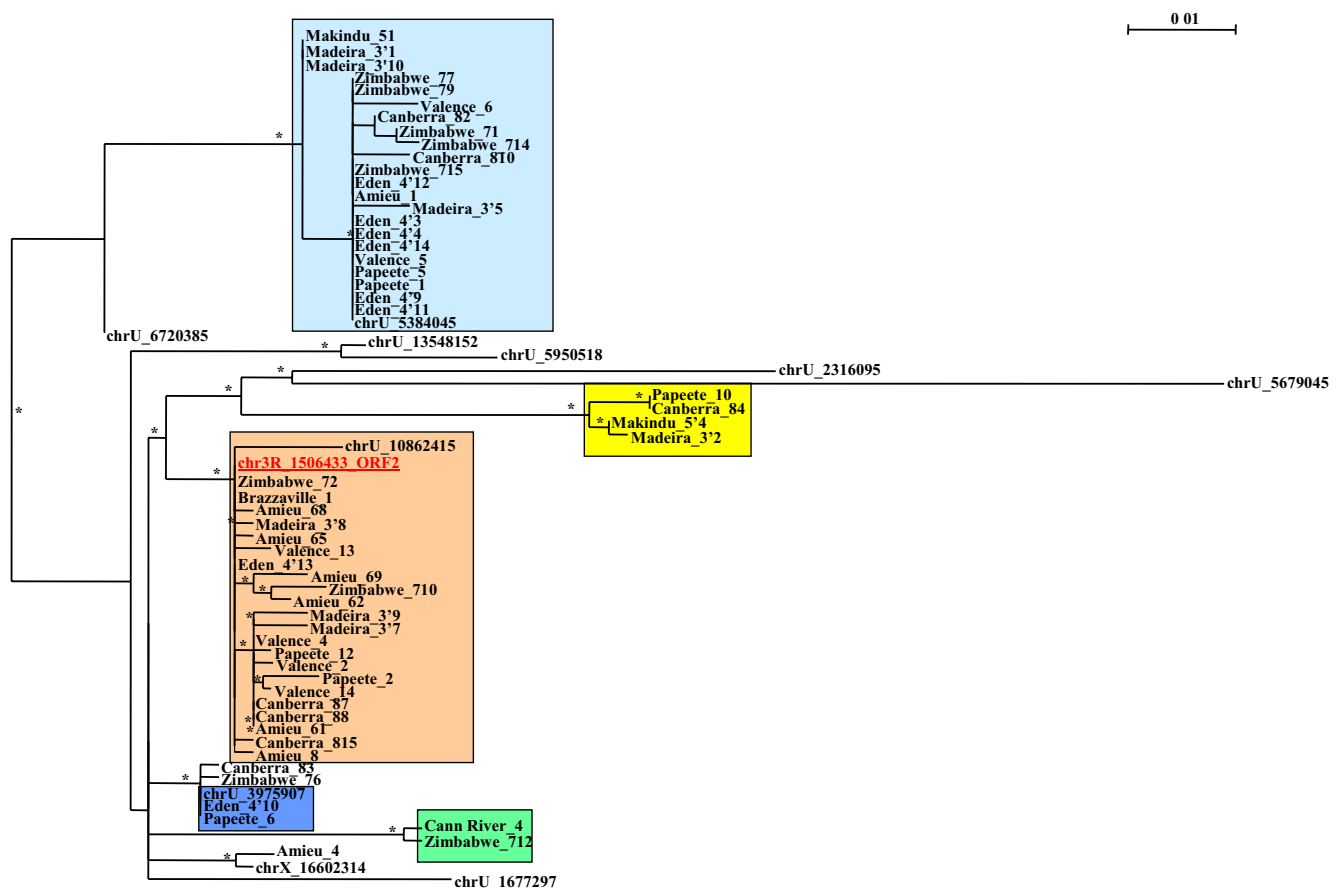 0 01
Makindu_51
Madeira_3'1
Madeira_3'10
Zimbabwe_77
Zimbabwe_79
Valence_6
Canberra_82
Zimbabwe_71
Zimbabwe_714
Canberra_810
Zimbabwe_715
Eden_4'12
Amieu_1
Madeira_3'5
Eden_4'3
*
Eden_4'4
*
Eden_4'14
Valence_5
Papeete_5
Papeete_1
Eden_4'9
Eden_4'11
chrU_5384045
chrU_6720385
*
chrU_13548152
chrU_5950518
chrU_2316095
*
chrU_5679045
*
*
Papeete_10
Canberra_84
*
*
Makindu_5'4
*
Madeira_3'2
*
chrU_10862415
chr3R_1506433_ORF2
*
Zimbabwe_72
Brazzaville_1
Amieu_68
*
Madeira_3'8
Amieu_65
Valence_13
Eden_4'13
*
Amieu_69
*
Zimbabwe_710
Amieu_62
*
Madeira_3'9
Madeira_3'7
*
Valence_4
Papeete_12
Valence_2
*
Papeete_2
Valence_14
Canberra_87
*
Canberra_88
*
Amieu_61
Canberra_815
Amieu_8
Canberra_83
*
Zimbabwe_76
chrU_3975907
Eden_4'10
Papeete_6
*
Cann River_4
Zimbabwe_712
*
Amieu_4
chrX_16602314
chrU_1677297